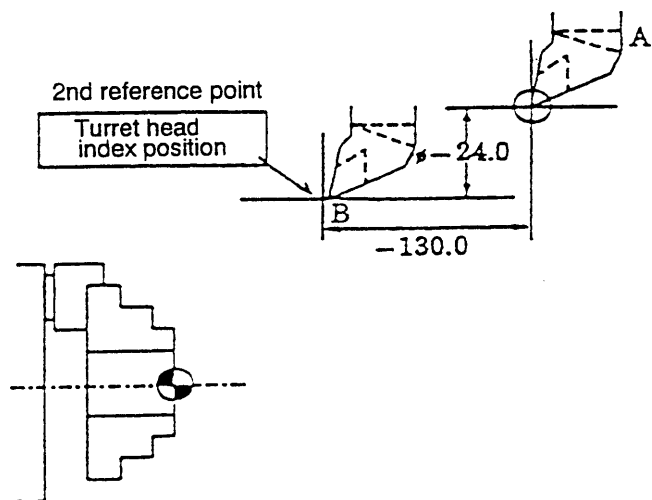 A
2nd reference point
Turret head
index position
ø－24.0
B
－130.0